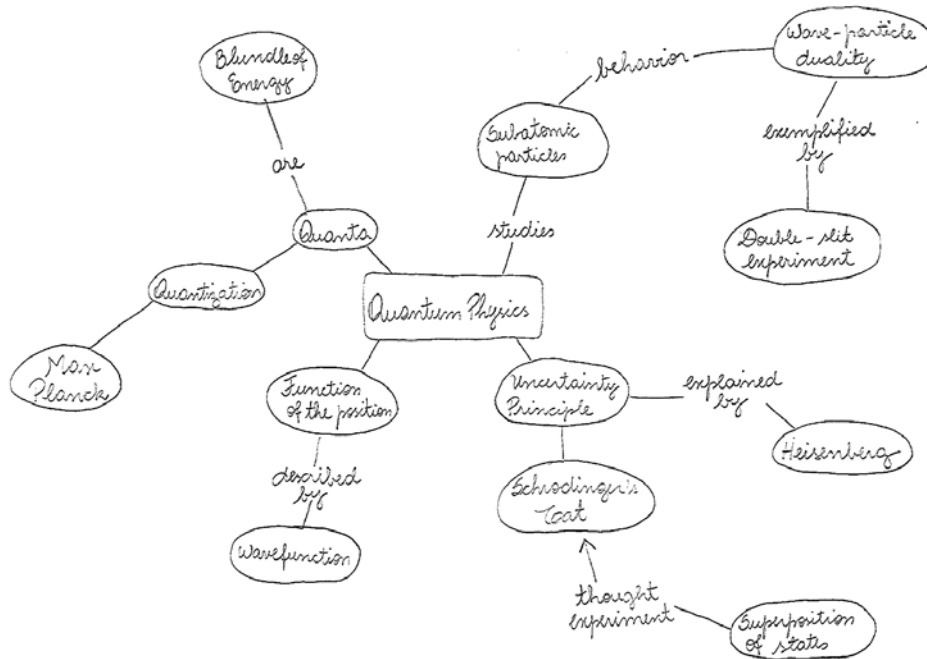 Blundle of
Energy
are
Quanta
Quantization
Max
Planck
Quantum Physics
studies
Subatomic
particles
behavior
Wave-particle
duality
exemplified
by
Double-slit
experiment
Function
of the position
described
by
Wavefunction
Uncertainty
Principle
explained
by
Heisenberg
Schrodinger's
Cat
thought
experiment
Superposition
of states